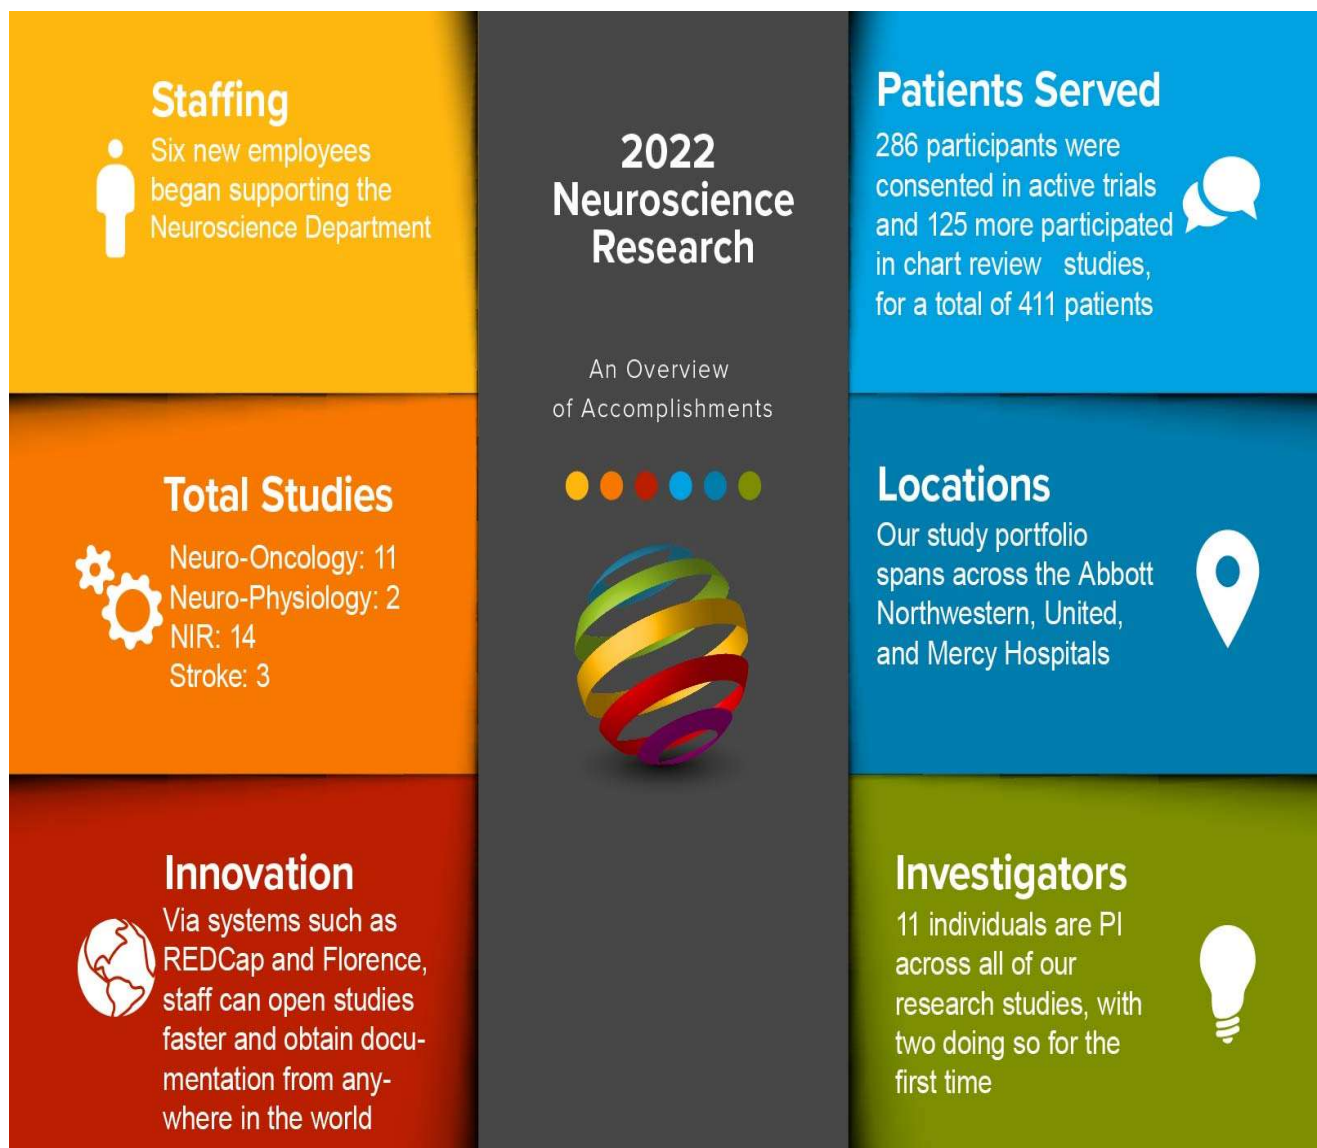 Staffing
Six new employees
began supporting the
Neuroscience Department
Total Studies
Neuro-Oncology: 11
Neuro-Physiology: 2
NIR: 14
Stroke: 3
Innovation
Via systems such as
REDCap and Florence,
staff can open studies
faster and obtain docu-
mentation from any-
where in the world
2022
Neuroscience
Research
An Overview
of Accomplishments
Patients Served
286 participants were
consented in active trials
and 125 more participated
in chart review studies,
for a total of 411 patients
Locations
Our study portfolio
spans across the Abbott
Northwestern, United,
and Mercy Hospitals
Investigators
11 individuals are PI
across all of our
research studies, with
two doing so for the
first time